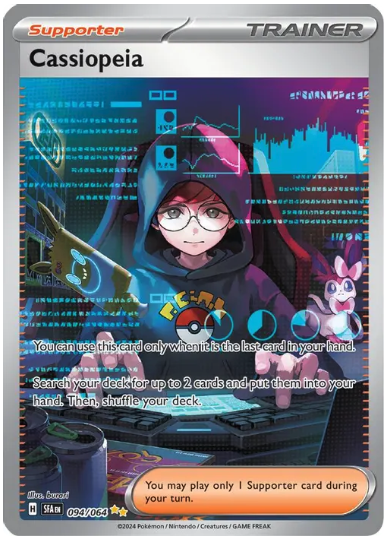 Supporter
TRAINER
Cassiopeia
You can use this card only when it is the last card in your hand.
Search your deck for up to 2 cards and put them into your
hand. Then, shuffle your deck.
Illus. burari
H SFA EN 094/064
You may play only 1 Supporter card during
your turn.
©2024 Pokémon / Nintendo / Creatures / GAME FREAK